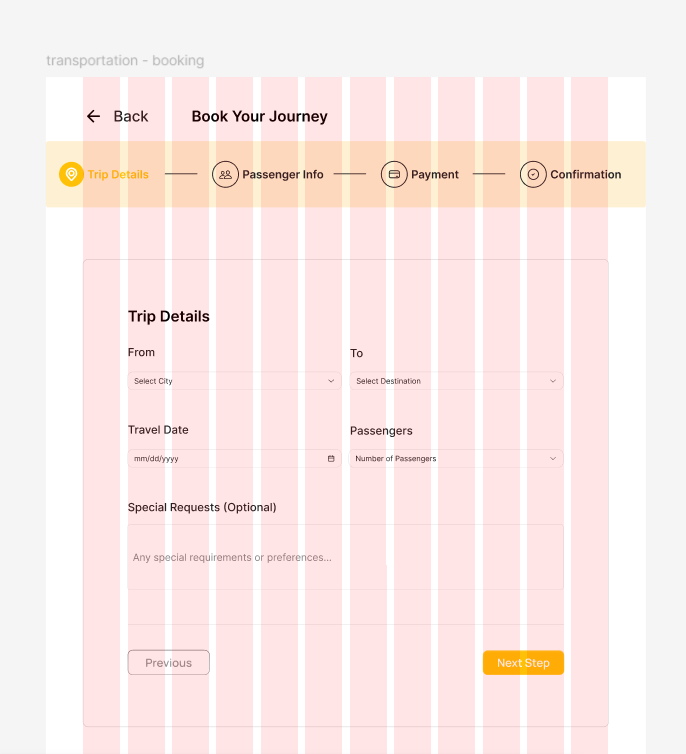 transportation - booking
Back Book Your Journey
Trip Details Passenger Info Payment Confirmation
Trip Details
From To
Select City Select Destination
Travel Date Passengers
mm/dd/yyyy Number of Passengers
Special Requests (Optional)
Any special requirements or preferences...
Previous Next Step